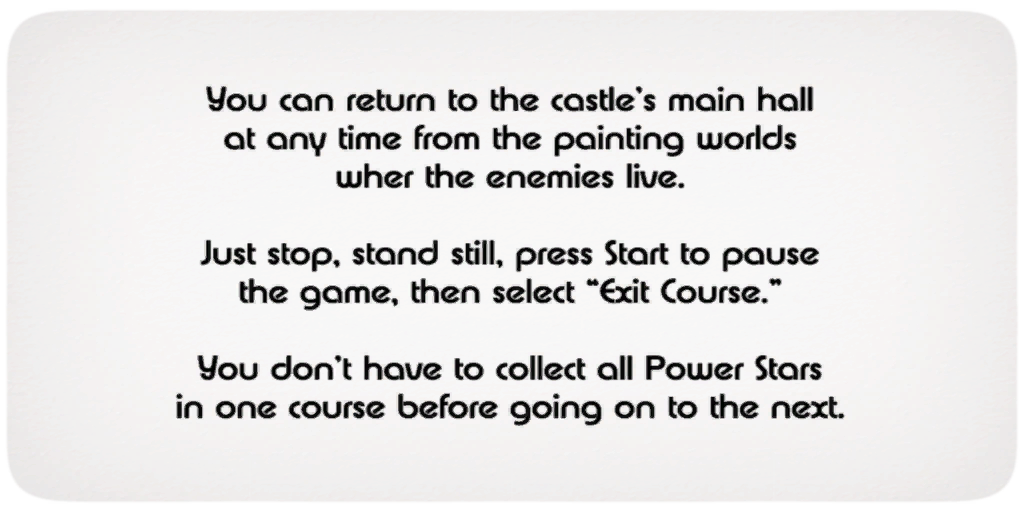 You can return to the castle's main hall
at any time from the painting worlds
wher the enemies live.
Just stop, stand still, press Start to pause
the game, then select “Exit Course.”
You don't have to collect all Power Stars
in one course before going on to the next.